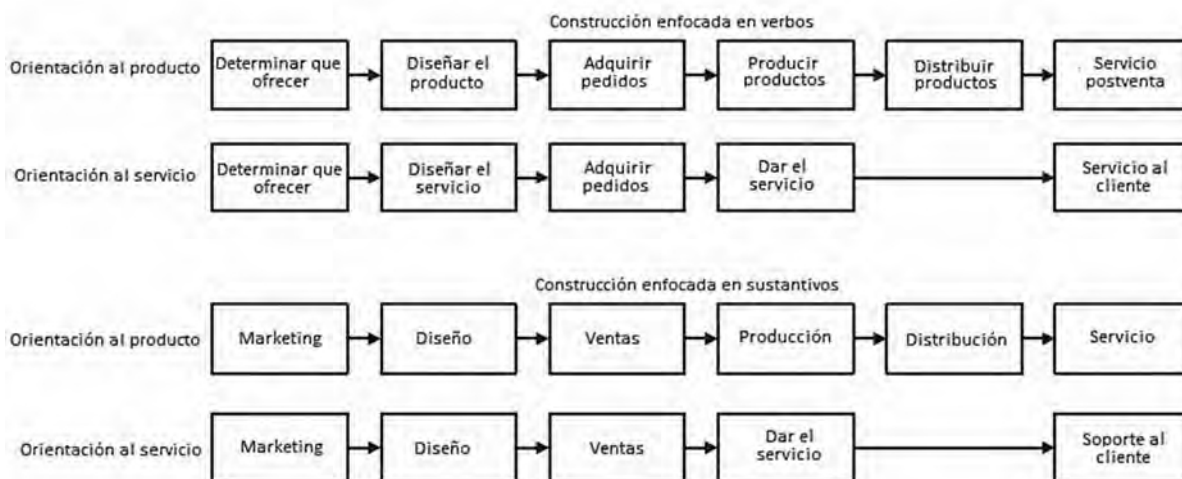 Construcción enfocada en verbos
Orientación al producto
Determinar que
ofrecer
Diseñar el
producto
Adquirir
pedidos
Producir
productos
Distribuir
productos
Servicio
postventa
Orientación al servicio
Determinar que
ofrecer
Diseñar el
servicio
Adquirir
pedidos
Dar el
servicio
Servicio al
cliente
Construcción enfocada en sustantivos
Orientación al producto
Marketing
Diseño
Ventas
Producción
Distribución
Servicio
Orientación al servicio
Marketing
Diseño
Ventas
Dar el
servicio
Soporte al
cliente